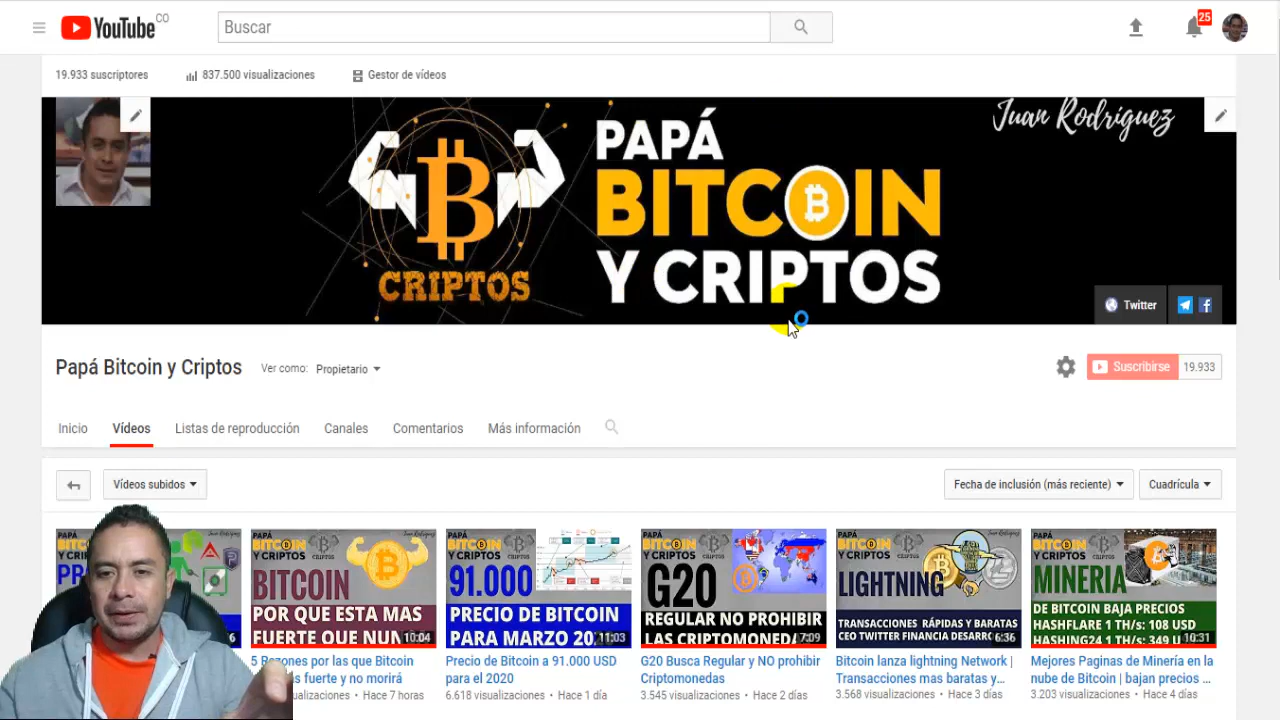 YouTube CO
Buscar
25
19.933 suscriptores
837.500 visualizaciones
Gestor de vídeos
Juan Rodríguez
PAPÁ
BITCOIN
Y CRIPTOS
CRIPTOS
Twitter
Papá Bitcoin y Criptos
Ver como: Propietario
Suscribirse 19.933
Inicio
Vídeos
Listas de reproducción
Canales
Comentarios
Más información
Vídeos subidos
Fecha de inclusión (más reciente)
Cuadrícula
PAPÁ
BITCOIN
Y CRIPTOS
BITCOIN
POR QUE ESTA MAS
FUERTE QUE NUN
10:04
PAPÁ
BITCOIN
Y CRIPTOS
91.000
PRECIO DE BITCOIN
PARA MARZO 20
11:03
PAPÁ
BITCOIN
Y CRIPTOS
G20
REGULAR NO PROHIBIR
LAS CRIPTOMONEDA
7:09
PAPÁ
BITCOIN
Y CRIPTOS
LIGHTNING
TRANSACCIONES RÁPIDAS Y BARATAS
CEO TWITTER FINANCIA DESARRO
6:36
PAPÁ
BITCOIN
Y CRIPTOS
MINERIA
DE BITCOIN BAJA PRECIOS
HASHFLARE 1 TH/s: 108 USD
HASHING24 1 TH/s: 349 U
10:31
5 Razones por las que Bitcoin
s fuerte y no morirá
ualizaciones • Hace 7 horas
Precio de Bitcoin a 91.000 USD
para el 2020
6.618 visualizaciones • Hace 1 día
G20 Busca Regular y NO prohibir
Criptomonedas
3.545 visualizaciones • Hace 2 días
Bitcoin lanza lightning Network |
Transacciones mas baratas y...
3.568 visualizaciones • Hace 3 días
Mejores Paginas de Minería en la
nube de Bitcoin | bajan precios ...
3.203 visualizaciones • Hace 4 días